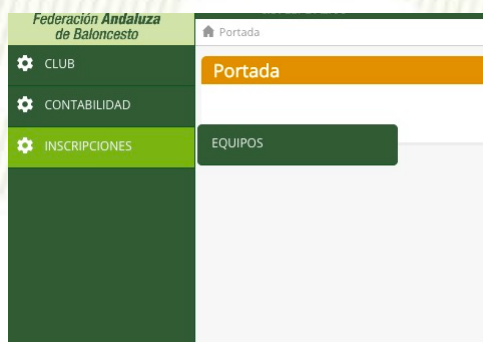 Federación Andaluza
de Baloncesto
Portada
CLUB
Portada
CONTABILIDAD
INSCRIPCIONES
EQUIPOS